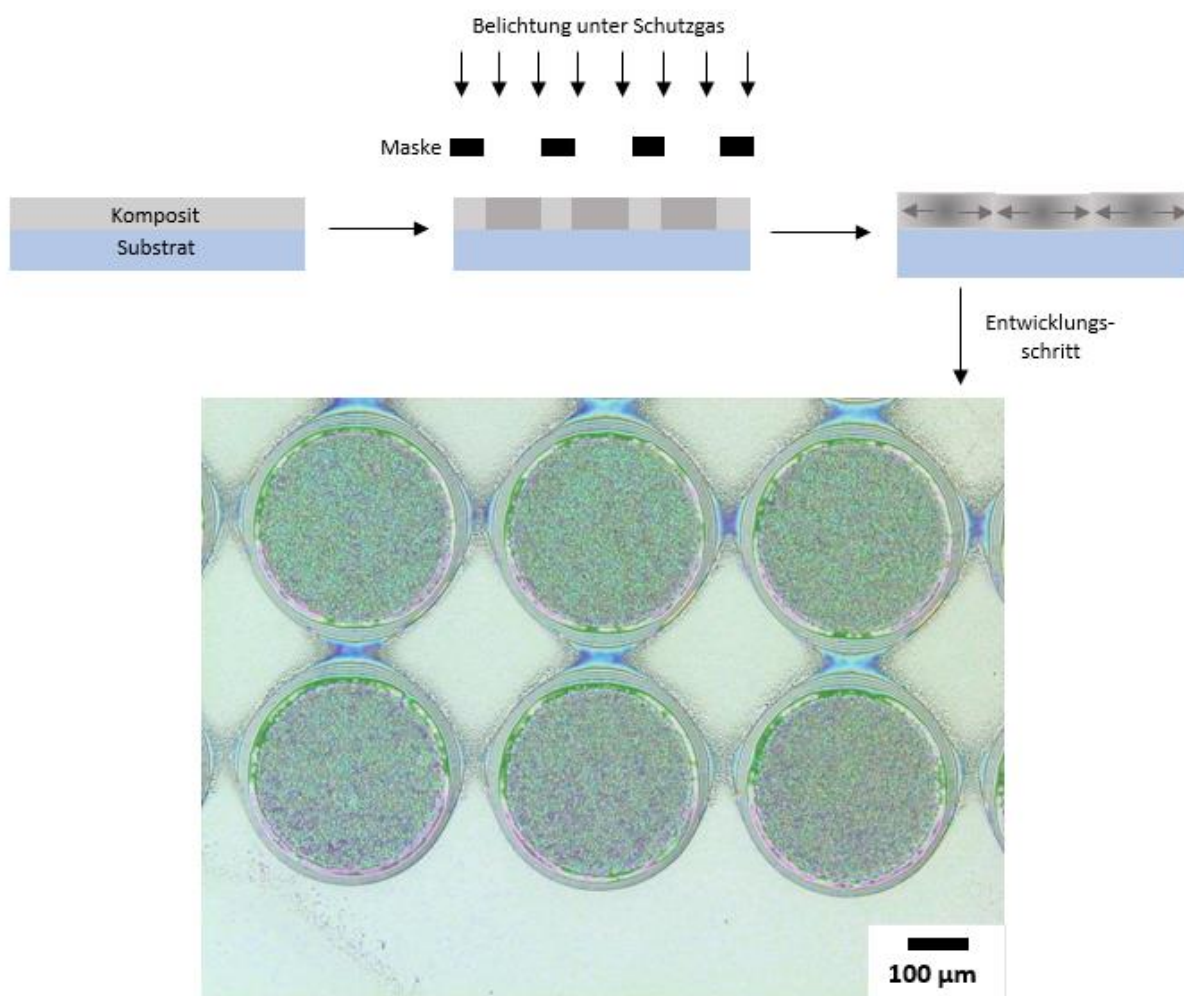 Belichtung unter Schutzgas
Maske
Komposit
Substrat
Entwicklungs-
schritt
100 µm